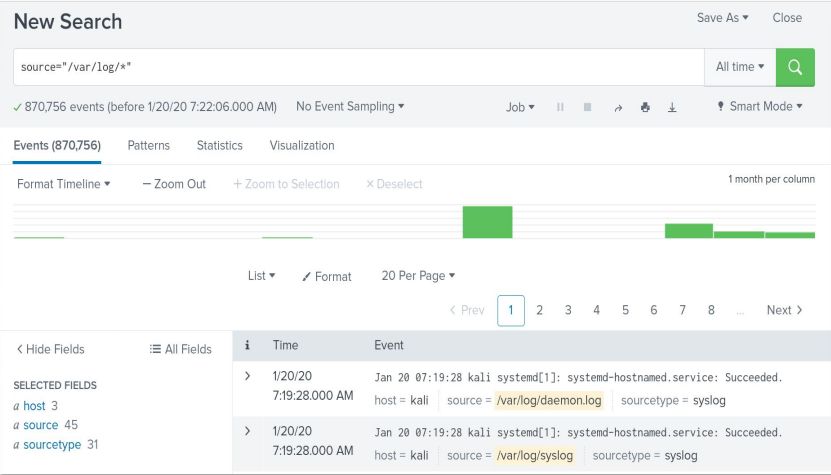 New Search
Save As ▾ Close
source="/var/log/*"
All time ▾
✓ 870,756 events (before 1/20/20 7:22:06.000 AM) No Event Sampling ▾
Job ▾
Smart Mode ▾
Events (870,756) Patterns Statistics Visualization
Format Timeline ▾ — Zoom Out + Zoom to Selection × Deselect
1 month per column
List ▾ Format 20 Per Page ▾
< Prev 1 2 3 4 5 6 7 8 ... Next >
< Hide Fields All Fields
i Time Event
SELECTED FIELDS
a host 3
a source 45
a sourcetype 31
> 1/20/20 7:19:28.000 AM
Jan 20 07:19:28 kali systemd[1]: systemd-hostnamed.service: Succeeded.
host = kali source = /var/log/daemon.log sourcetype = syslog
> 1/20/20 7:19:28.000 AM
Jan 20 07:19:28 kali systemd[1]: systemd-hostnamed.service: Succeeded.
host = kali source = /var/log/syslog sourcetype = syslog